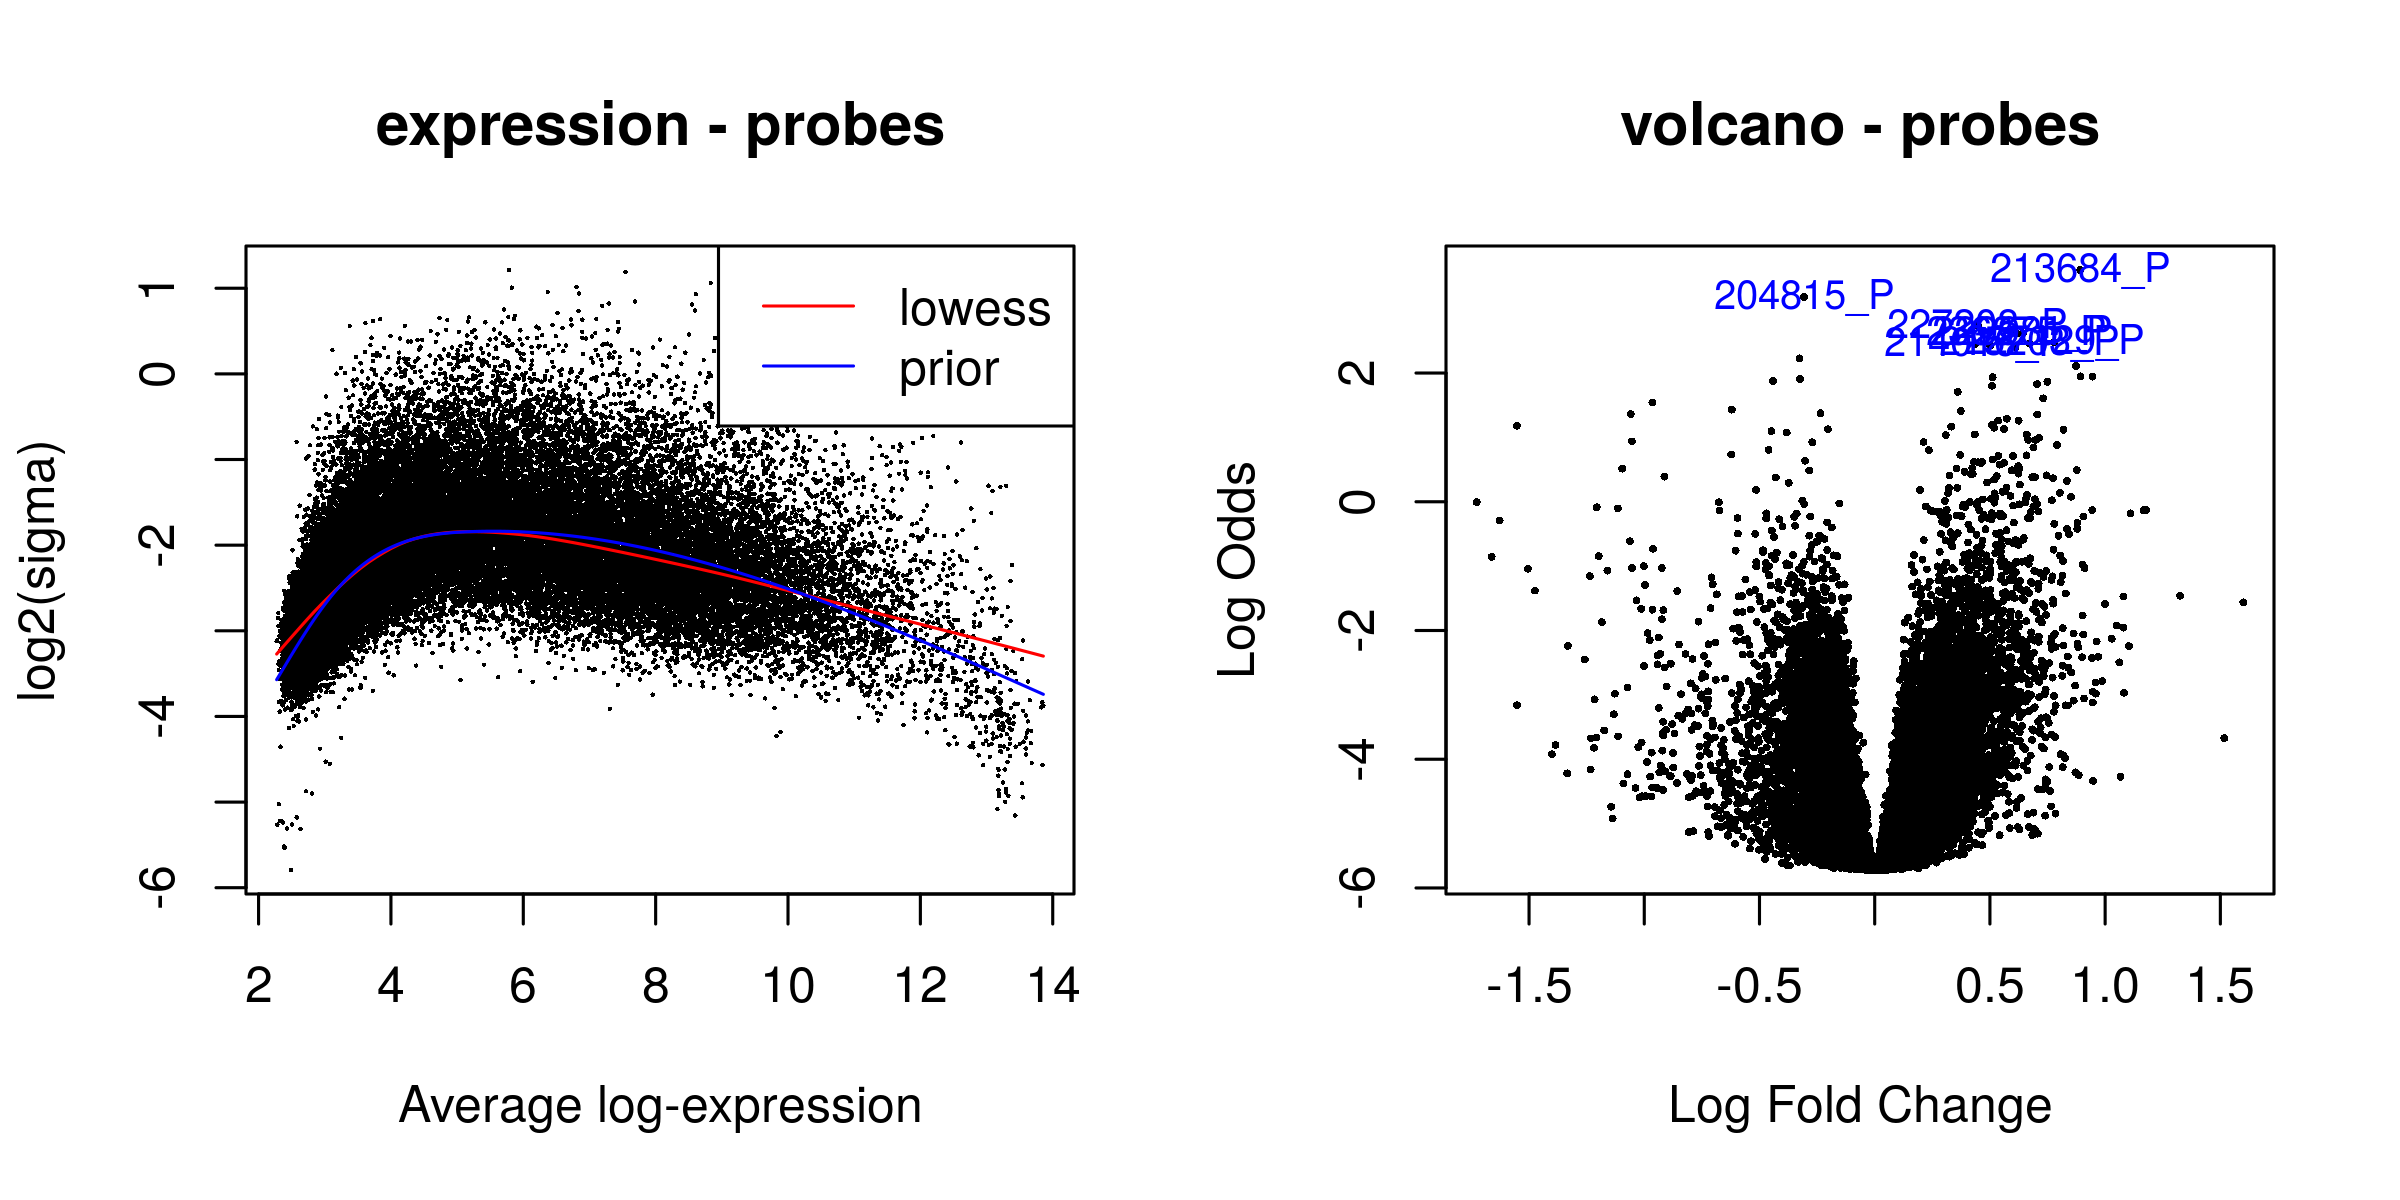 expression - probes
log2(sigma)
1
0
-2
-4
-6
lowess
prior
2 4 6 8 10 12 14
Average log-expression
volcano - probes
Log Odds
2
0
-2
-4
-6
213684_P
204815_P
-1.5 -0.5 0.5 1.0 1.5
Log Fold Change